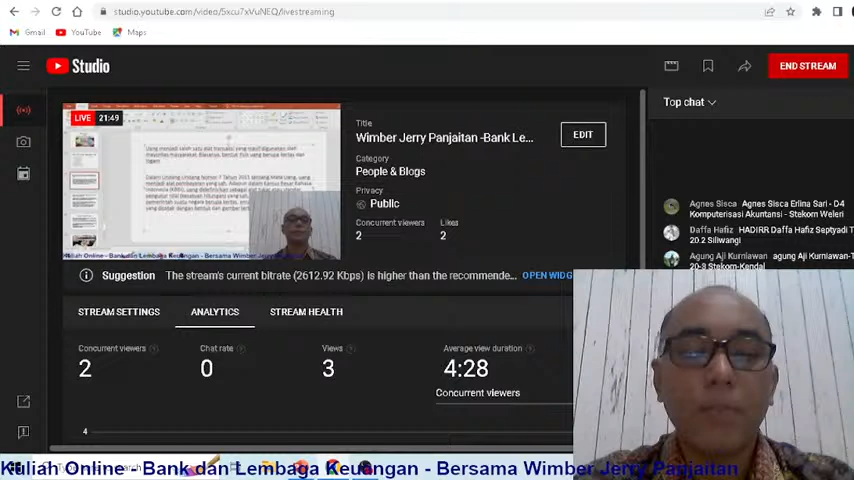 studio.youtube.com/video/5xcu7xVuNEQ/livestreaming
Gmail YouTube Maps
Studio
END STREAM
Top chat
LIVE 21:49
Title
Wimber Jerry Panjaitan -Bank Le...
EDIT
Category
People & Blogs
Privacy
Public
Concurrent viewers
2
Likes
2
Agnes Sisca Agnes Sisca Erlina Sari - D4
Komputerisasi Akuntansi - Stekom Weleri
Daffa Hafiz HADIRR Daffa Hafiz Septyadi T
20.2 Siliwangi
Agung Aji Kurniawan agung Aji Kurniawan-T
20-3 Stekom-Kendal
Suggestion The stream's current bitrate (2612.92 Kbps) is higher than the recommende... OPEN WIDG
STREAM SETTINGS ANALYTICS STREAM HEALTH
Concurrent viewers
2
Chat rate
0
Views
3
Average view duration
4:28
Concurrent viewers
4
Kuliah Online - Bank dan Lembaga Keuangan - Bersama Wimber Jerry Panjaitan